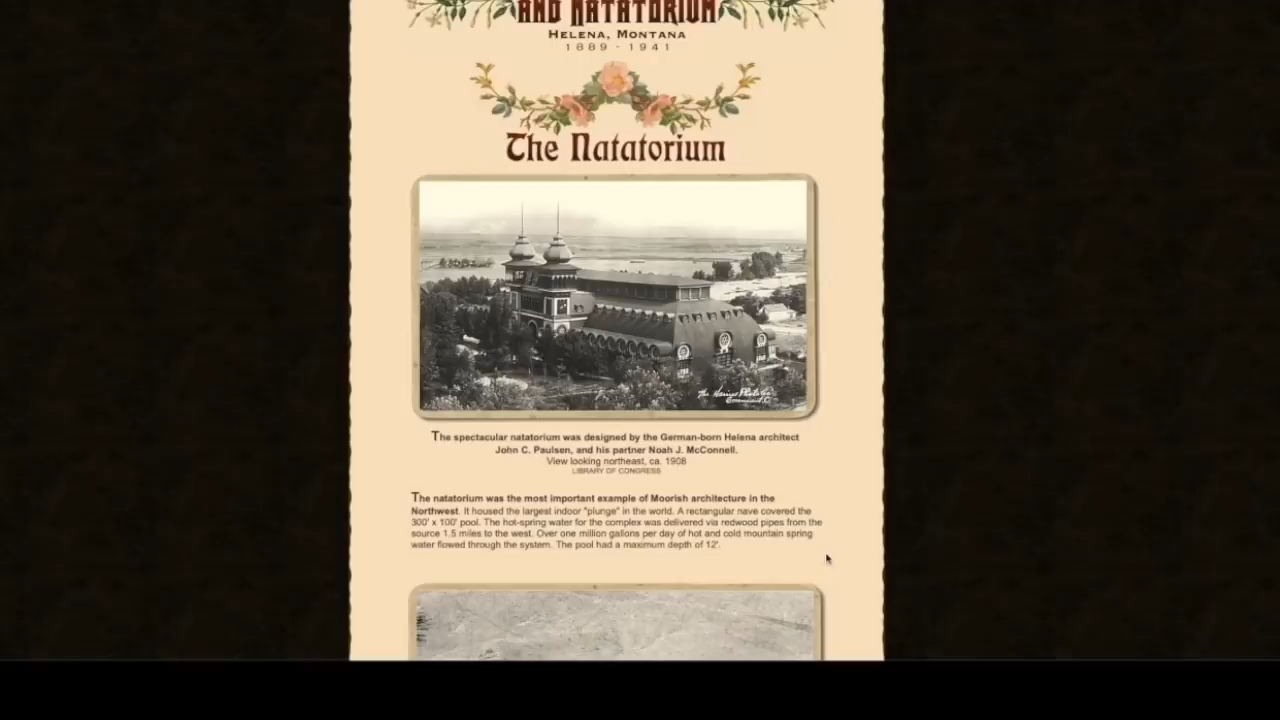 AND NATATORIUM
HELENA, MONTANA
1889 - 1941
The Natatorium
The spectacular natatorium was designed by the German-born Helena architect
John C. Paulsen, and his partner Noah J. McConnell.
View looking northeast, ca. 1908
LIBRARY OF CONGRESS
The natatorium was the most important example of Moorish architecture in the
Northwest. It housed the largest indoor "plunge" in the world. A rectangular nave covered the
300' x 100' pool. The hot-spring water for the complex was delivered via redwood pipes from the
source 1.5 miles to the west. Over one million gallons per day of hot and cold mountain spring
water flowed through the system. The pool had a maximum depth of 12'.